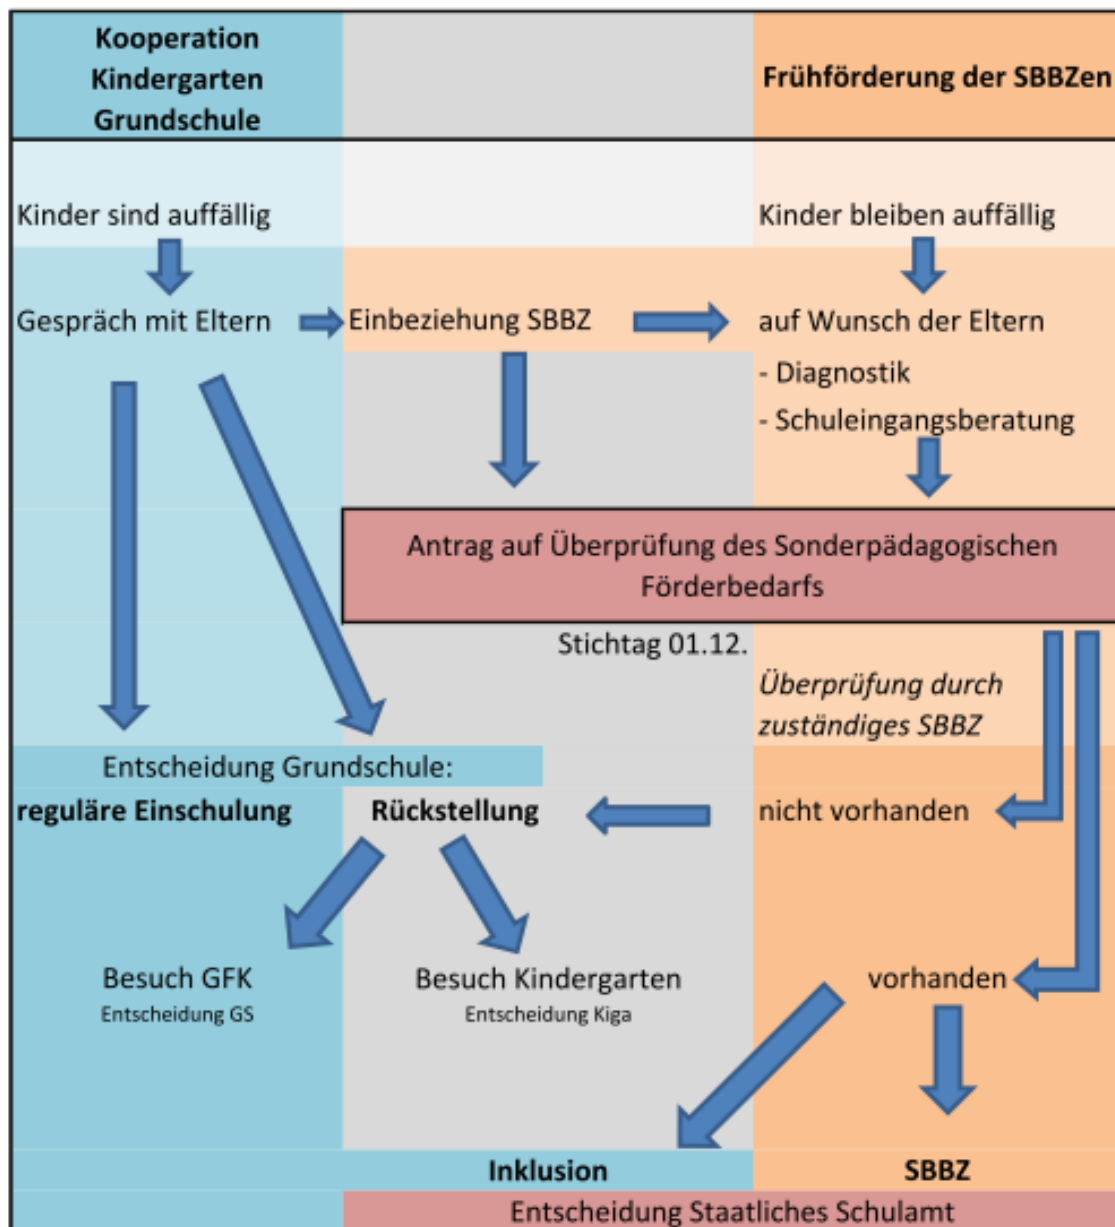 Kooperation
Kindergarten
Grundschule
Frühförderung der SBBZen
Kinder sind auffällig
Kinder bleiben auffällig
Gespräch mit Eltern
Einbeziehung SBBZ
auf Wunsch der Eltern
- Diagnostik
- Schuleingangsberatung
Antrag auf Überprüfung des Sonderpädagogischen
Förderbedarfs
Stichtag 01.12.
Überprüfung durch
zuständiges SBBZ
Entscheidung Grundschule:
reguläre Einschulung
Rückstellung
nicht vorhanden
Besuch GFK
Entscheidung GS
Besuch Kindergarten
Entscheidung Kiga
vorhanden
Inklusion
SBBZ
Entscheidung Staatliches Schulamt